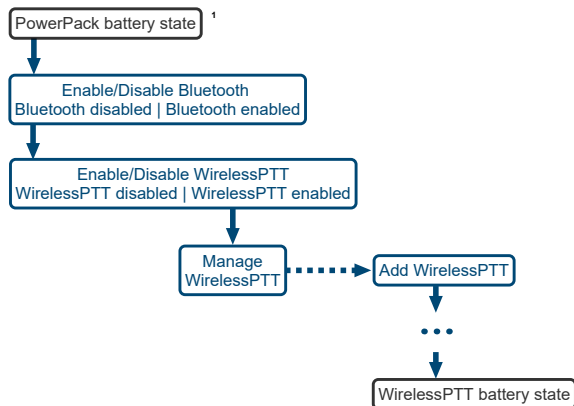 PowerPack battery state ¹
Enable/Disable Bluetooth
Bluetooth disabled | Bluetooth enabled
Enable/Disable WirelessPTT
WirelessPTT disabled | WirelessPTT enabled
Manage
WirelessPTT
Add WirelessPTT
...
WirelessPTT battery state